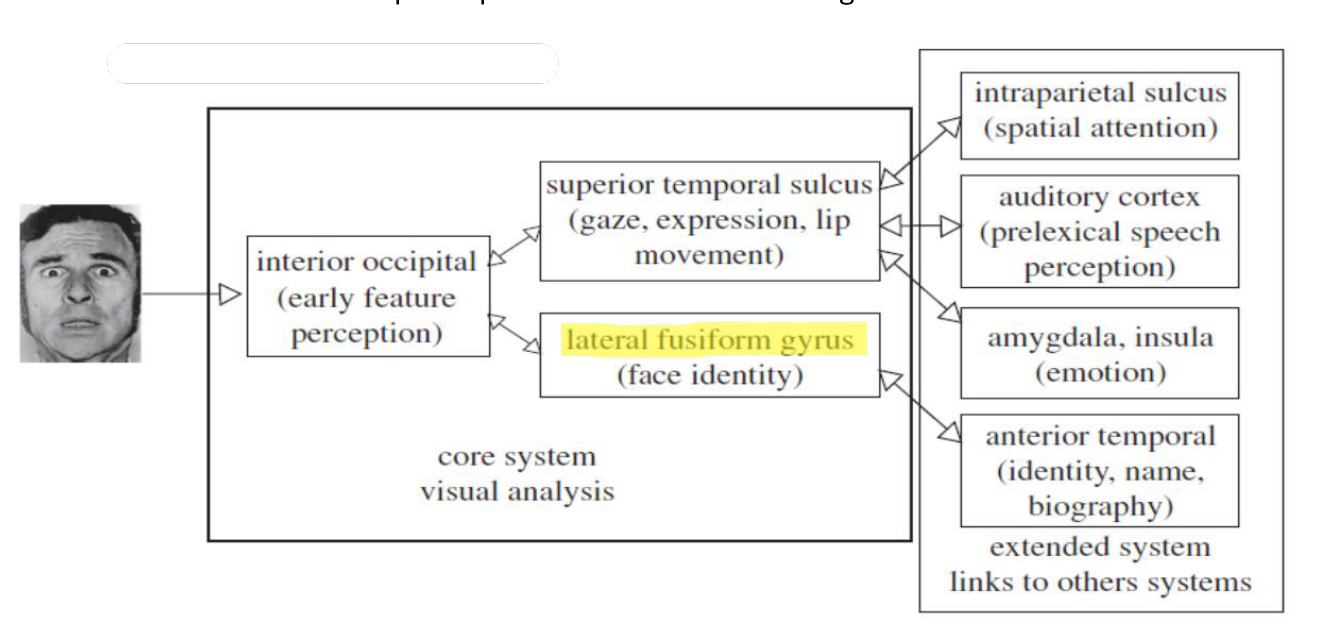 interior occipital
(early feature
perception)
superior temporal sulcus
(gaze, expression, lip
movement)
lateral fusiform gyrus
(face identity)
core system
visual analysis
intraparietal sulcus
(spatial attention)
auditory cortex
(prelexical speech
perception)
amygdala, insula
(emotion)
anterior temporal
(identity, name,
biography)
extended system
links to others systems